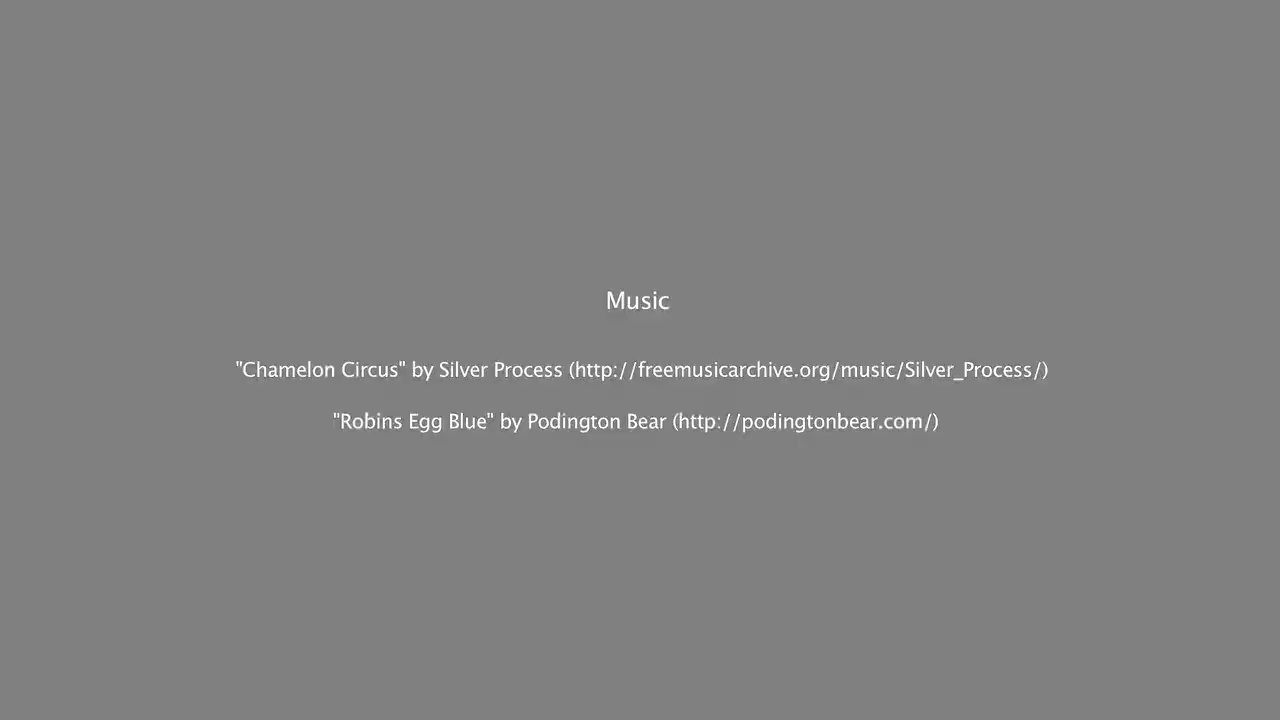 Music
"Chamelon Circus" by Silver Process (http://freemusicarchive.org/music/Silver_Process/)
"Robins Egg Blue" by Podington Bear (http://podingtonbear.com/)